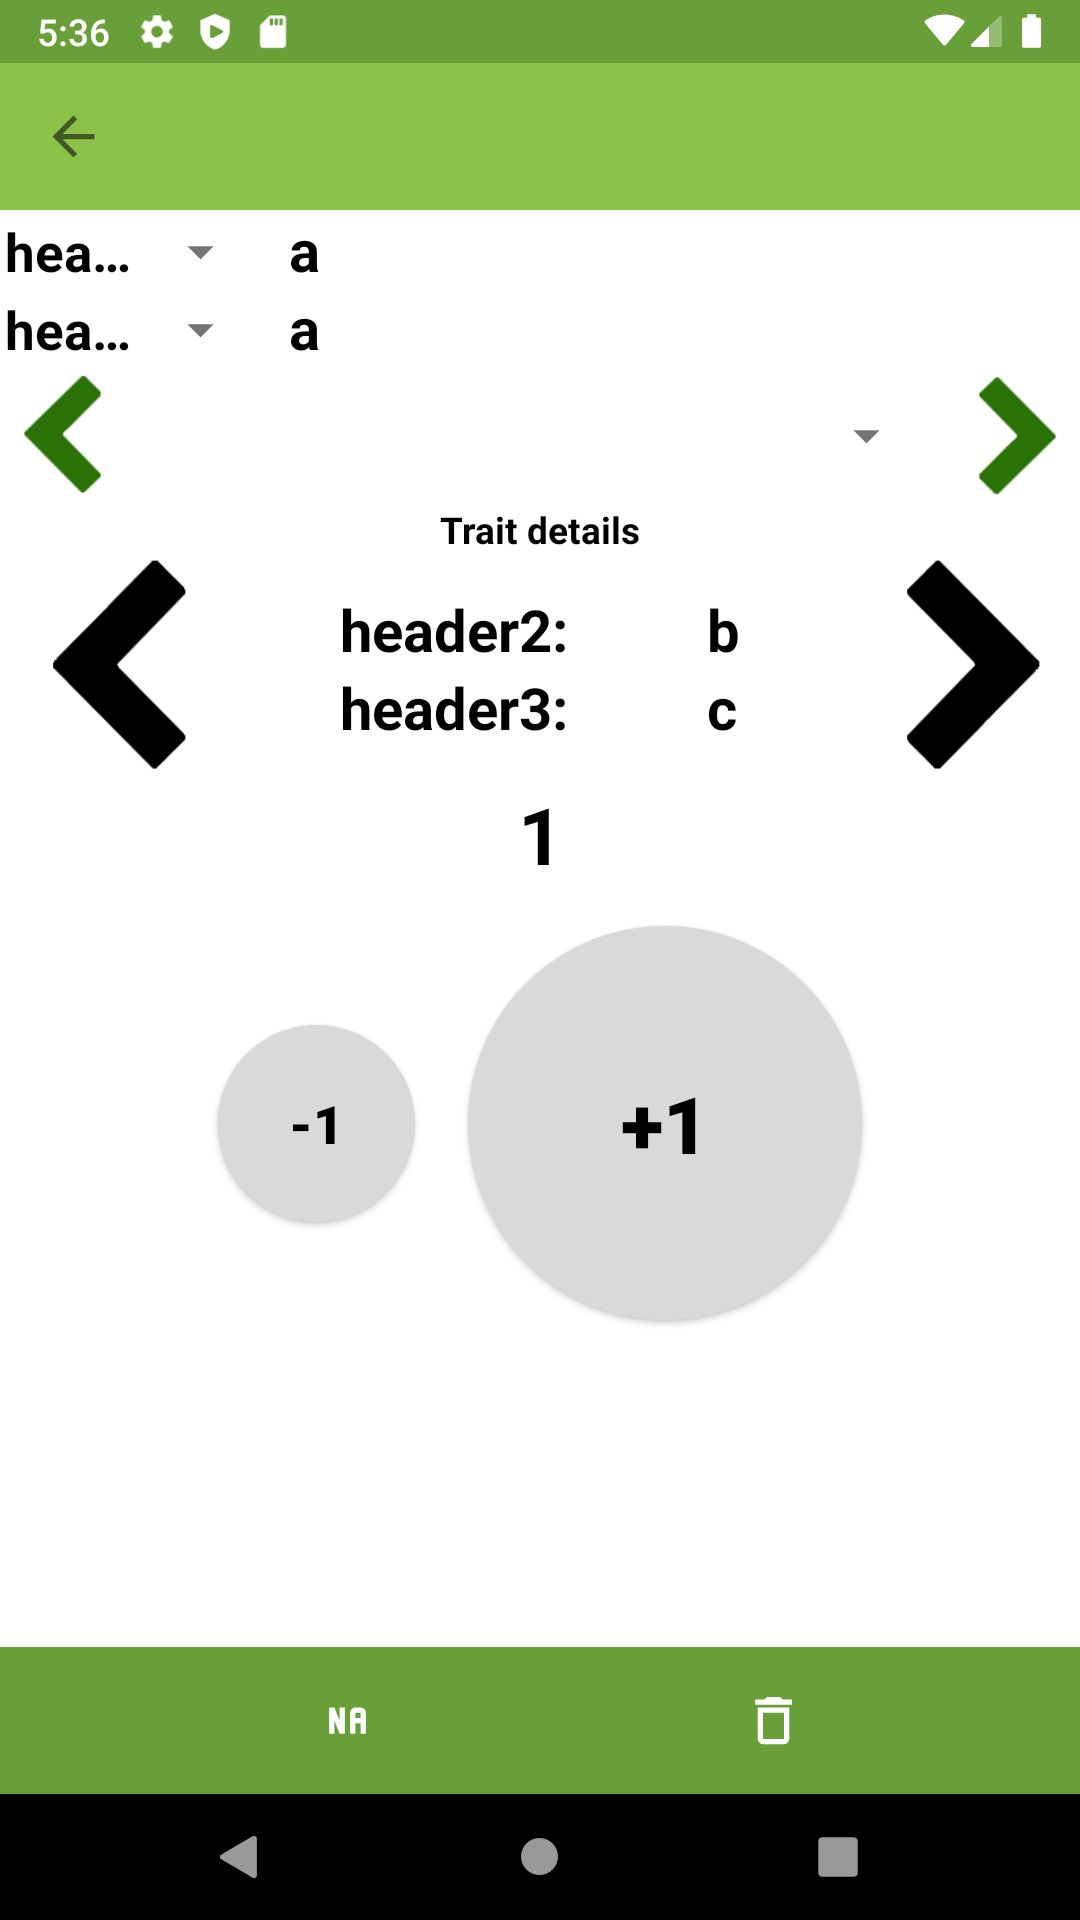 5:36
hea... a
hea... a
Trait details
header2: b
header3: c
1
-1 +1
NA